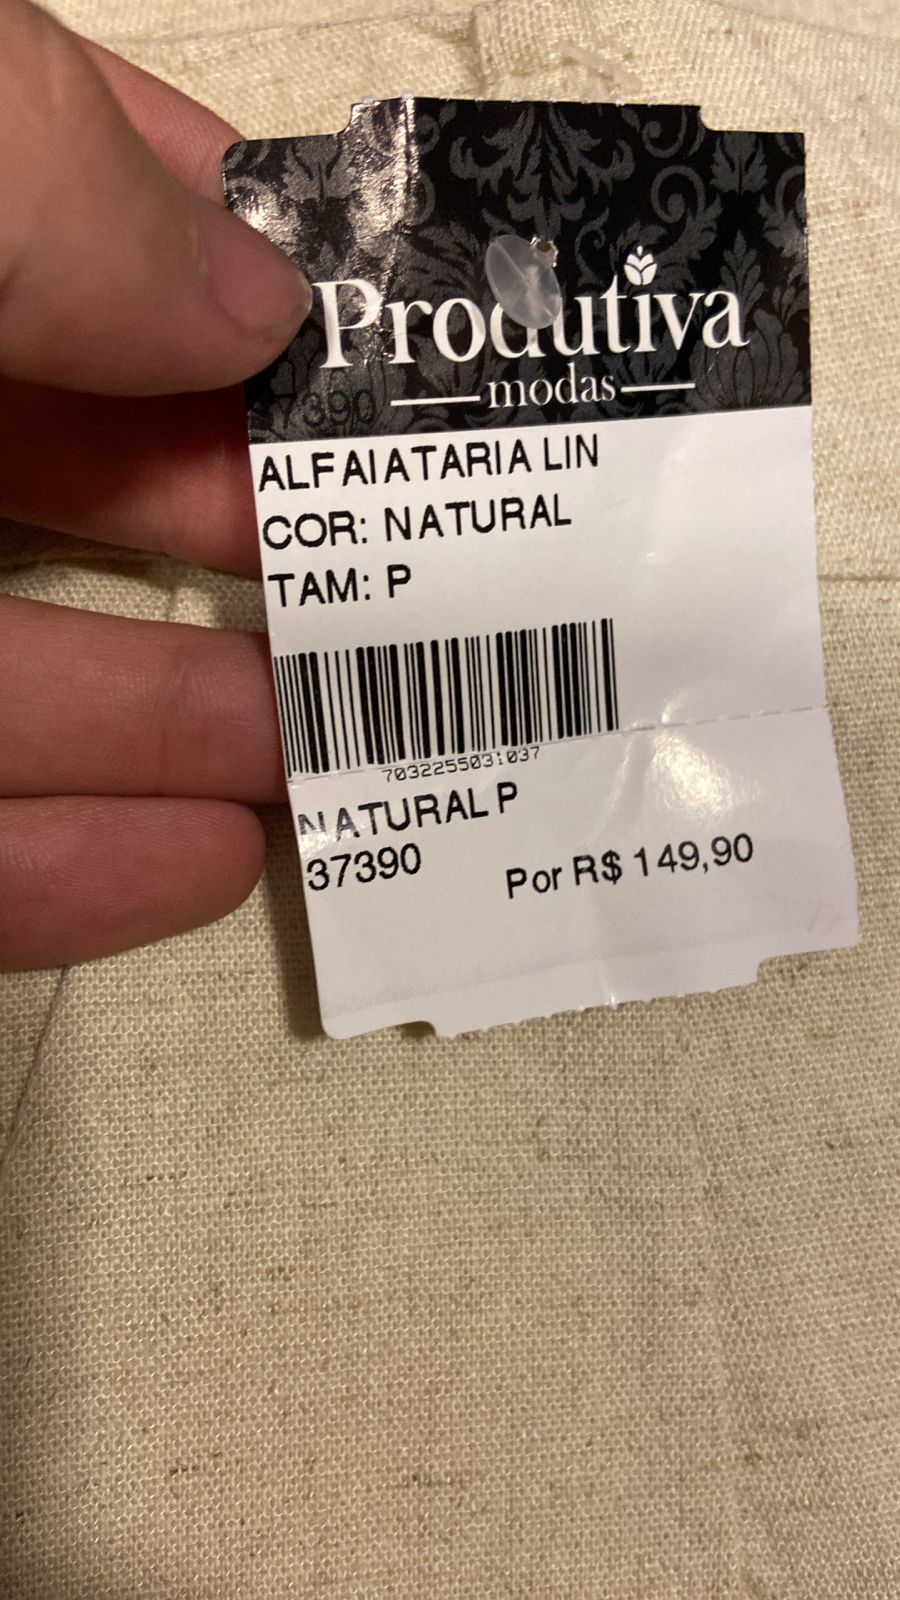 Produtiva
modas
37390
ALFAIATARIA LIN
COR: NATURAL
TAM: P
7032255031037
NATURAL P
37390
Por R$ 149,90